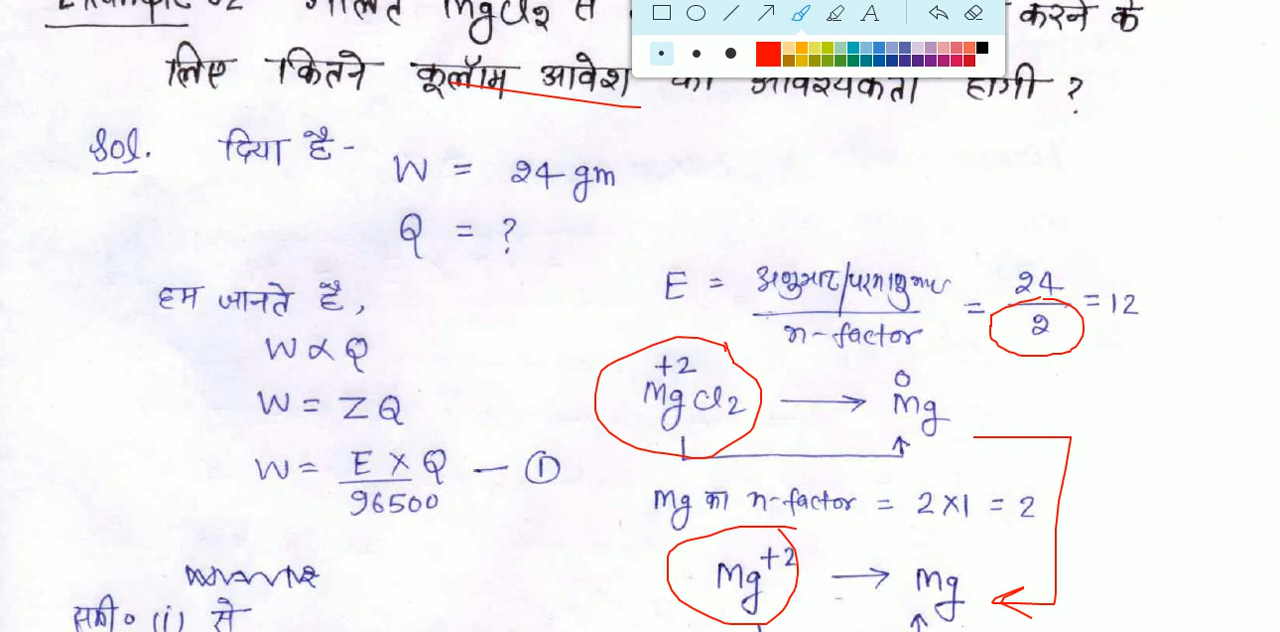 गलित MgCl2 से करने के
लिए कितने कूलॉम आवेश की आवश्यकता होगी ?
Sol. दिया है-
W = 24 gm
Q = ?
हम जानते हैं,
W ∝ Q
W = ZQ
W = E × Q / 96500 — ①
समी० (i) से
E = अणुभार/परमाणुभार / n-factor = 24 / 2 = 12
+2 0
MgCl2 → Mg
Mg का n-factor = 2×1 = 2
Mg+2 → Mg